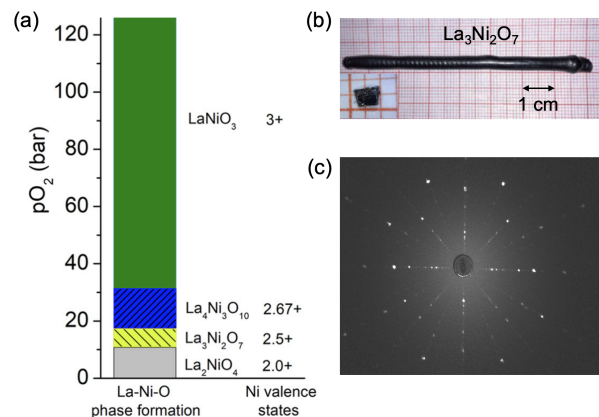 (a)
120
100
80
60
40
20
0
pO₂ (bar)
LaNiO₃ 3+
La₄Ni₃O₁₀ 2.67+
La₃Ni₂O₇ 2.5+
La₂NiO₄ 2.0+
La-Ni-O
phase formation
Ni valence
states
(b)
La₃Ni₂O₇
1 cm
(c)